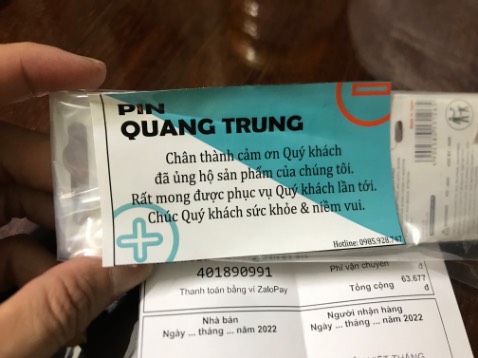 PIN
QUANG TRUNG
Chân thành cảm ơn Quý khách
đã ủng hộ sản phẩm của chúng tôi.
Rất mong được phục vụ Quý khách lần tới.
Chúc Quý khách sức khỏe & niềm vui.
Hotline: 0985.928.747
401890991
Phí vận chuyển
đ
Thanh toán bằng ví ZaloPay
Tổng cộng
63.677
đ
Nhà bán
Người nhận hàng
Ngày ... tháng ... năm 2022
Ngày ... tháng ... năm 2022